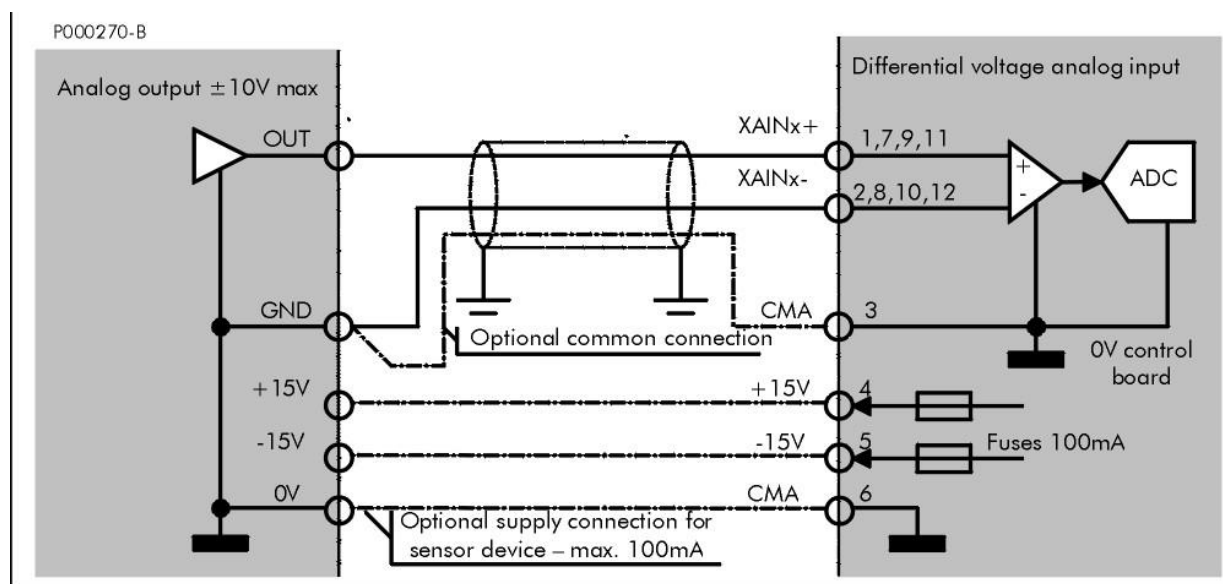 P000270-B
Analog output ±10V max
Differential voltage analog input
OUT
XAINx+
1,7,9,11
XAINx-
2,8,10,12
+
-
ADC
GND
CMA
3
Optional common connection
0V control
board
+15V
+15V
4
-15V
-15V
5
Fuses 100mA
0V
CMA
6
Optional supply connection for
sensor device – max. 100mA